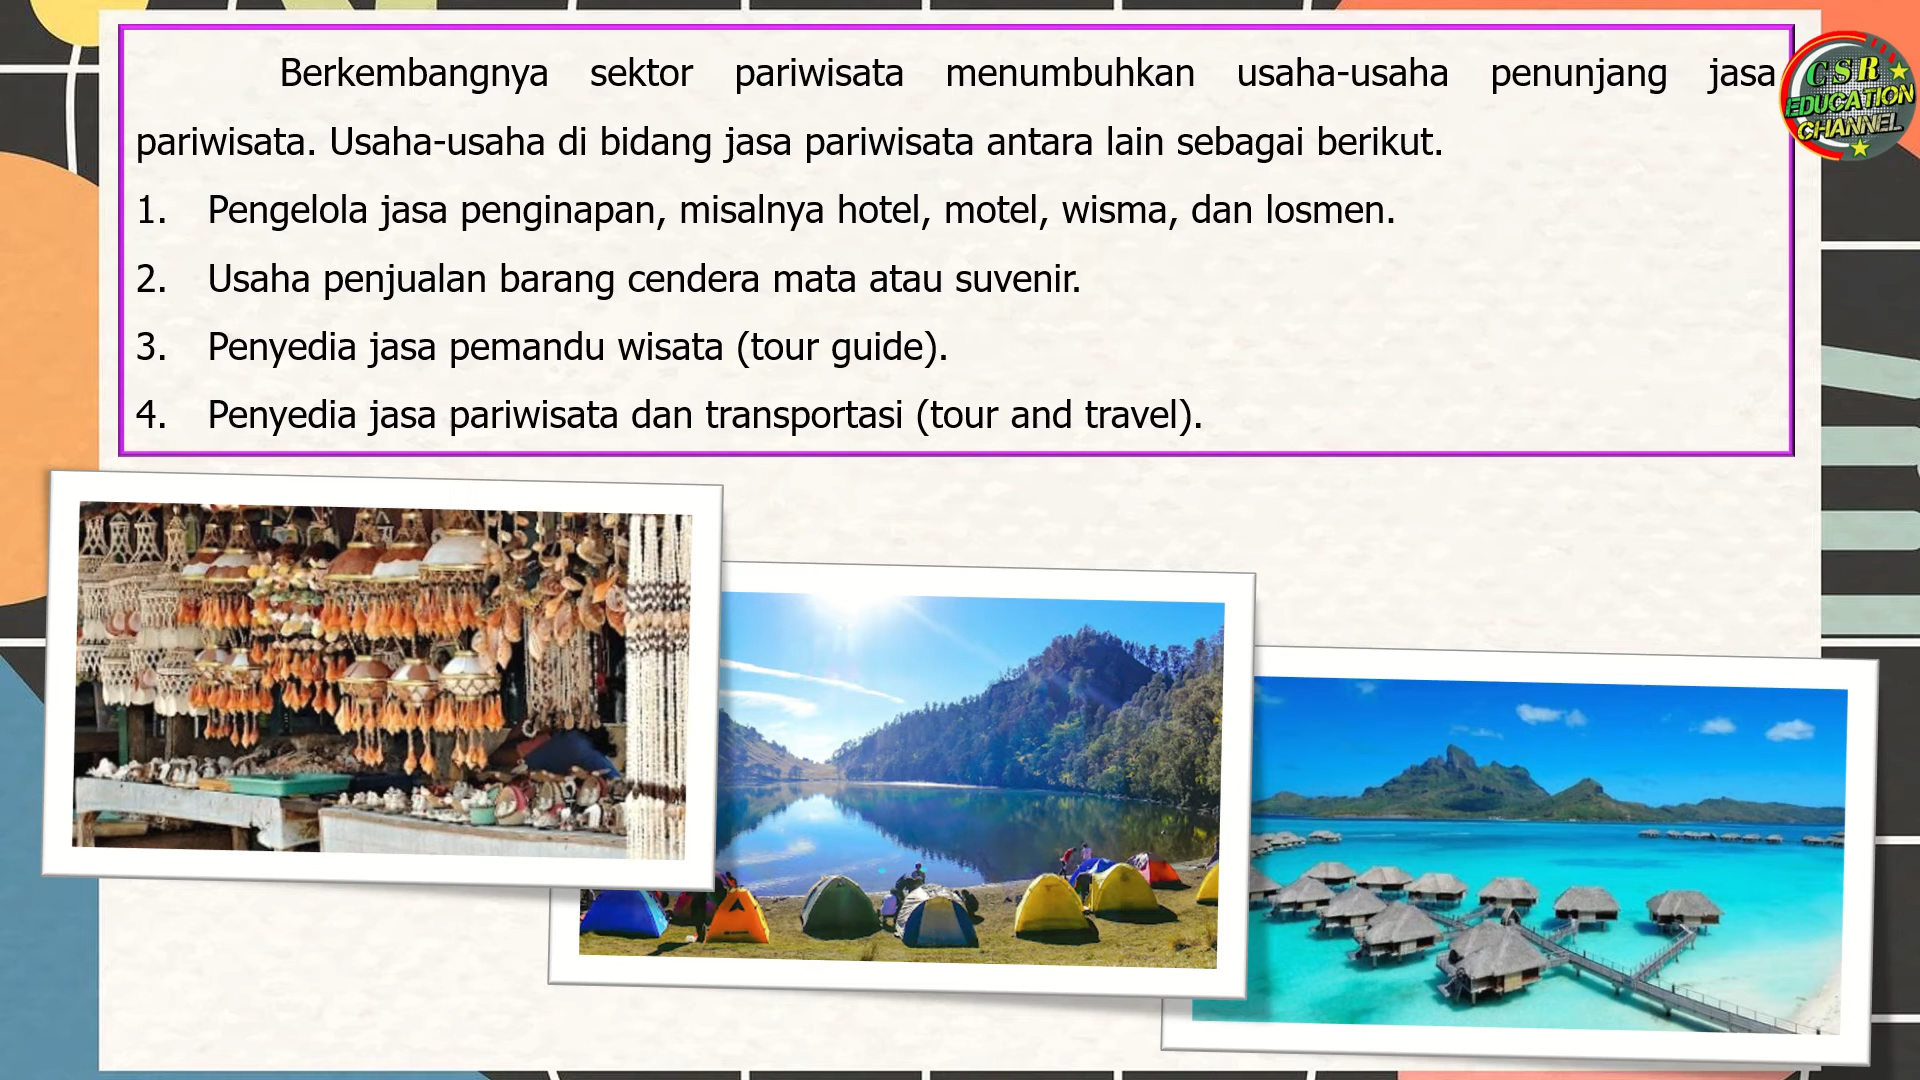 Berkembangnya sektor pariwisata menumbuhkan usaha-usaha penunjang jasa
pariwisata. Usaha-usaha di bidang jasa pariwisata antara lain sebagai berikut.
1. Pengelola jasa penginapan, misalnya hotel, motel, wisma, dan losmen.
2. Usaha penjualan barang cendera mata atau suvenir.
3. Penyedia jasa pemandu wisata (tour guide).
4. Penyedia jasa pariwisata dan transportasi (tour and travel).
CSR
EDUCATION
CHANNEL